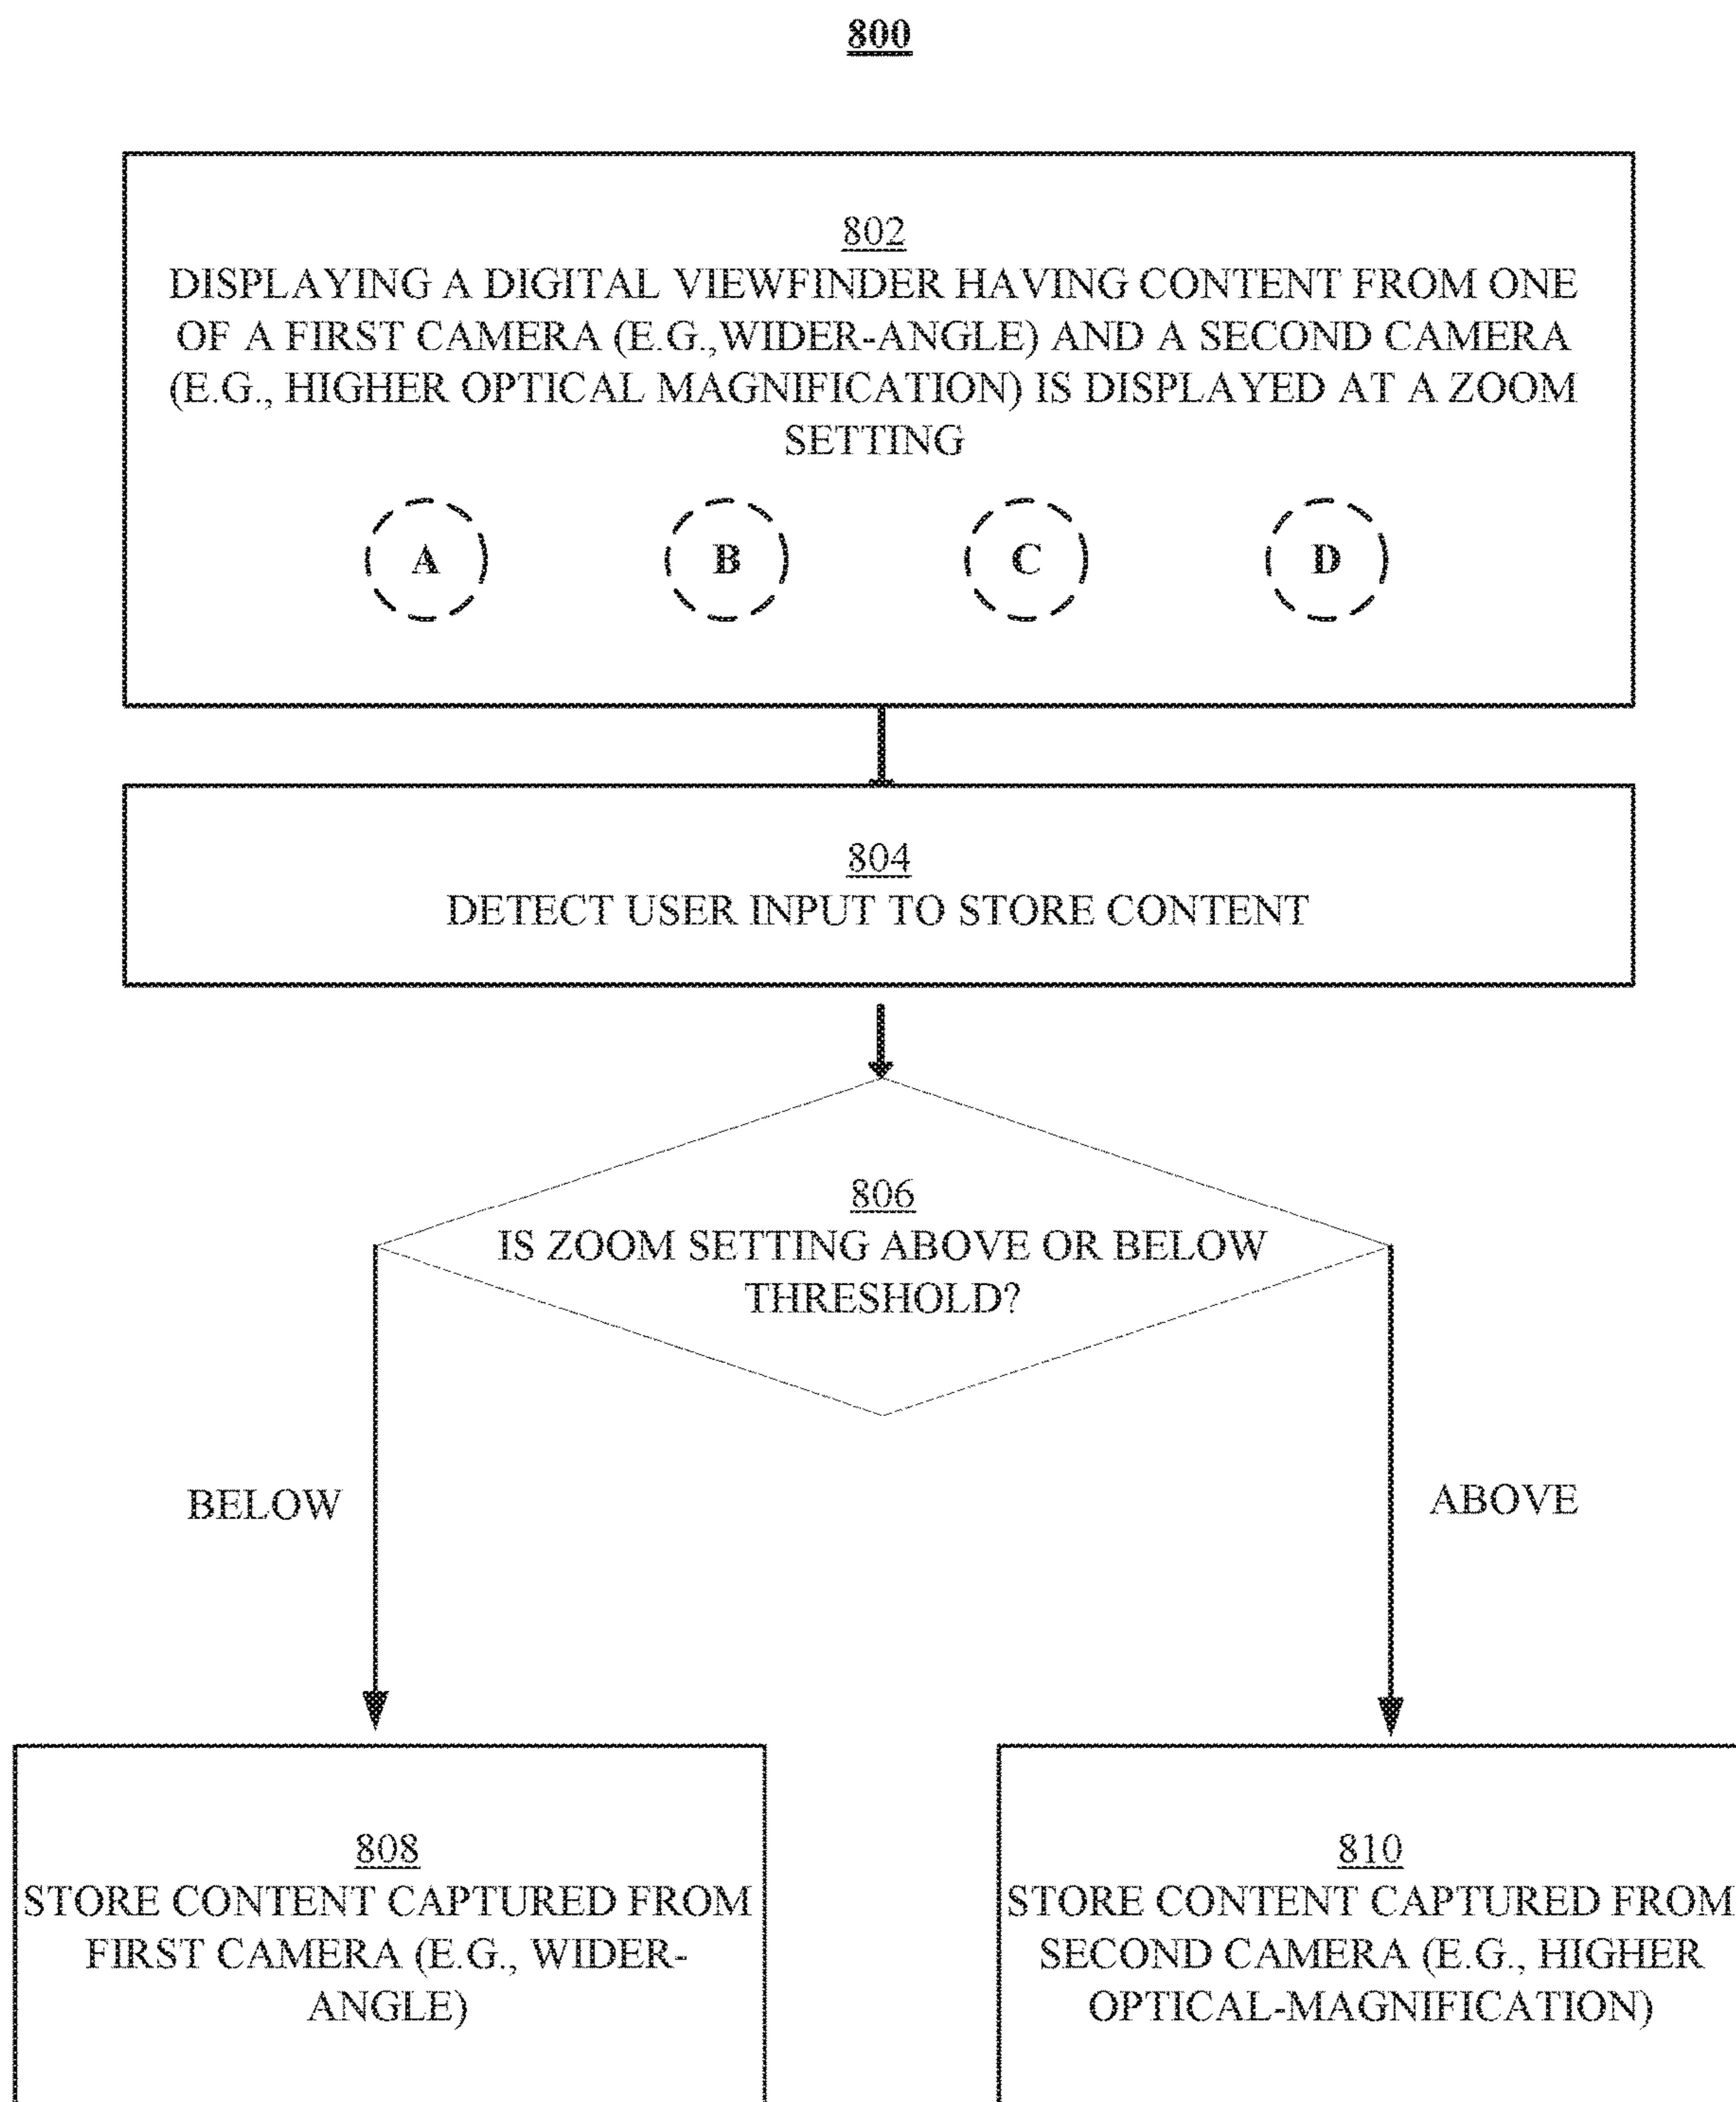 800
802
DISPLAYING A DIGITAL VIEWFINDER HAVING CONTENT FROM ONE
OF A FIRST CAMERA (E.G.,WIDER-ANGLE) AND A SECOND CAMERA
(E.G., HIGHER OPTICAL MAGNIFICATION) IS DISPLAYED AT A ZOOM
SETTING
A B C D
804
DETECT USER INPUT TO STORE CONTENT
806
IS ZOOM SETTING ABOVE OR BELOW
THRESHOLD?
BELOW
ABOVE
808
STORE CONTENT CAPTURED FROM
FIRST CAMERA (E.G., WIDER-
ANGLE)
810
STORE CONTENT CAPTURED FROM
SECOND CAMERA (E.G., HIGHER
OPTICAL-MAGNIFICATION)